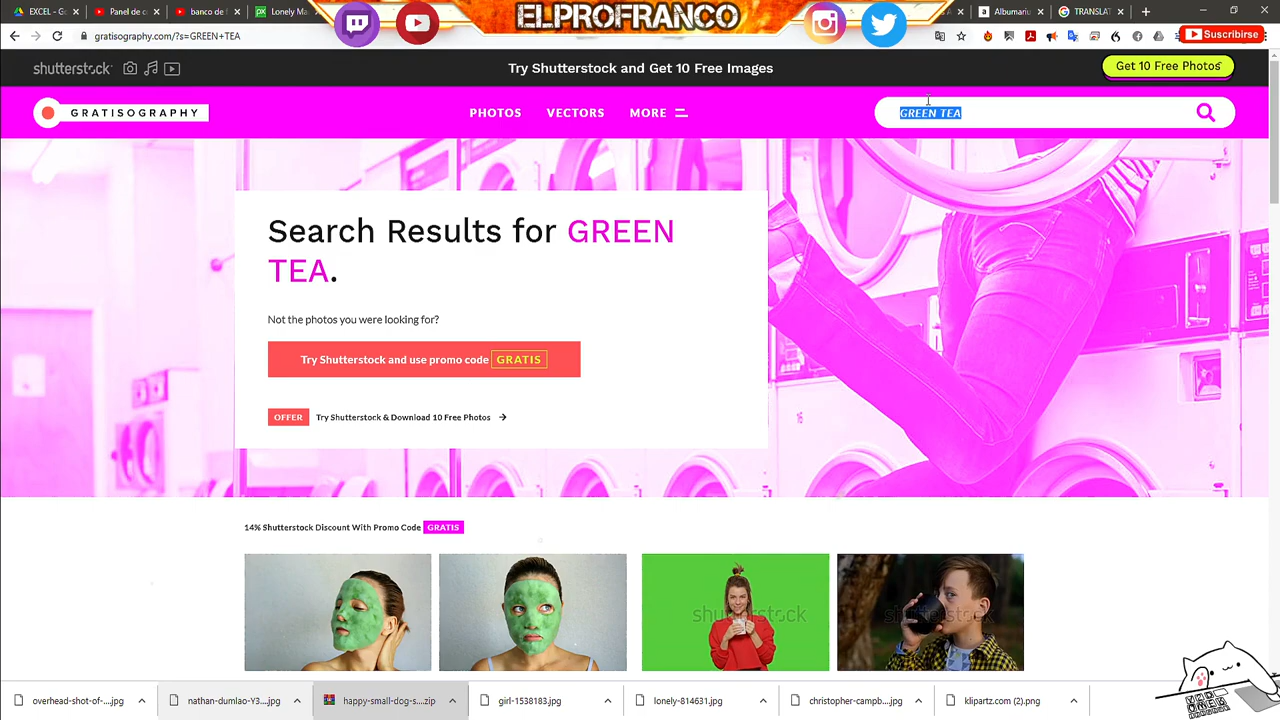 EXCEL - G
Panel de c
banco de
Lonely Ma
ELPROFRANCO
Albumariu
TRANSLAT
gratisography.com/?s=GREEN+TEA
Suscribirse
shutterstock
Try Shutterstock and Get 10 Free Images
Get 10 Free Photos
GRATISOGRAPHY
PHOTOS
VECTORS
MORE
GREEN TEA
Search Results for GREEN
TEA.
Not the photos you were looking for?
Try Shutterstock and use promo code GRATIS
OFFER Try Shutterstock & Download 10 Free Photos
14% Shutterstock Discount With Promo Code GRATIS
shutterstock
shutterstock
overhead-shot-of-....jpg
nathan-dumlao-Y3....jpg
happy-small-dog-s....zip
girl-1538183.jpg
lonely-814631.jpg
christopher-campb....jpg
klipartz.com (2).png